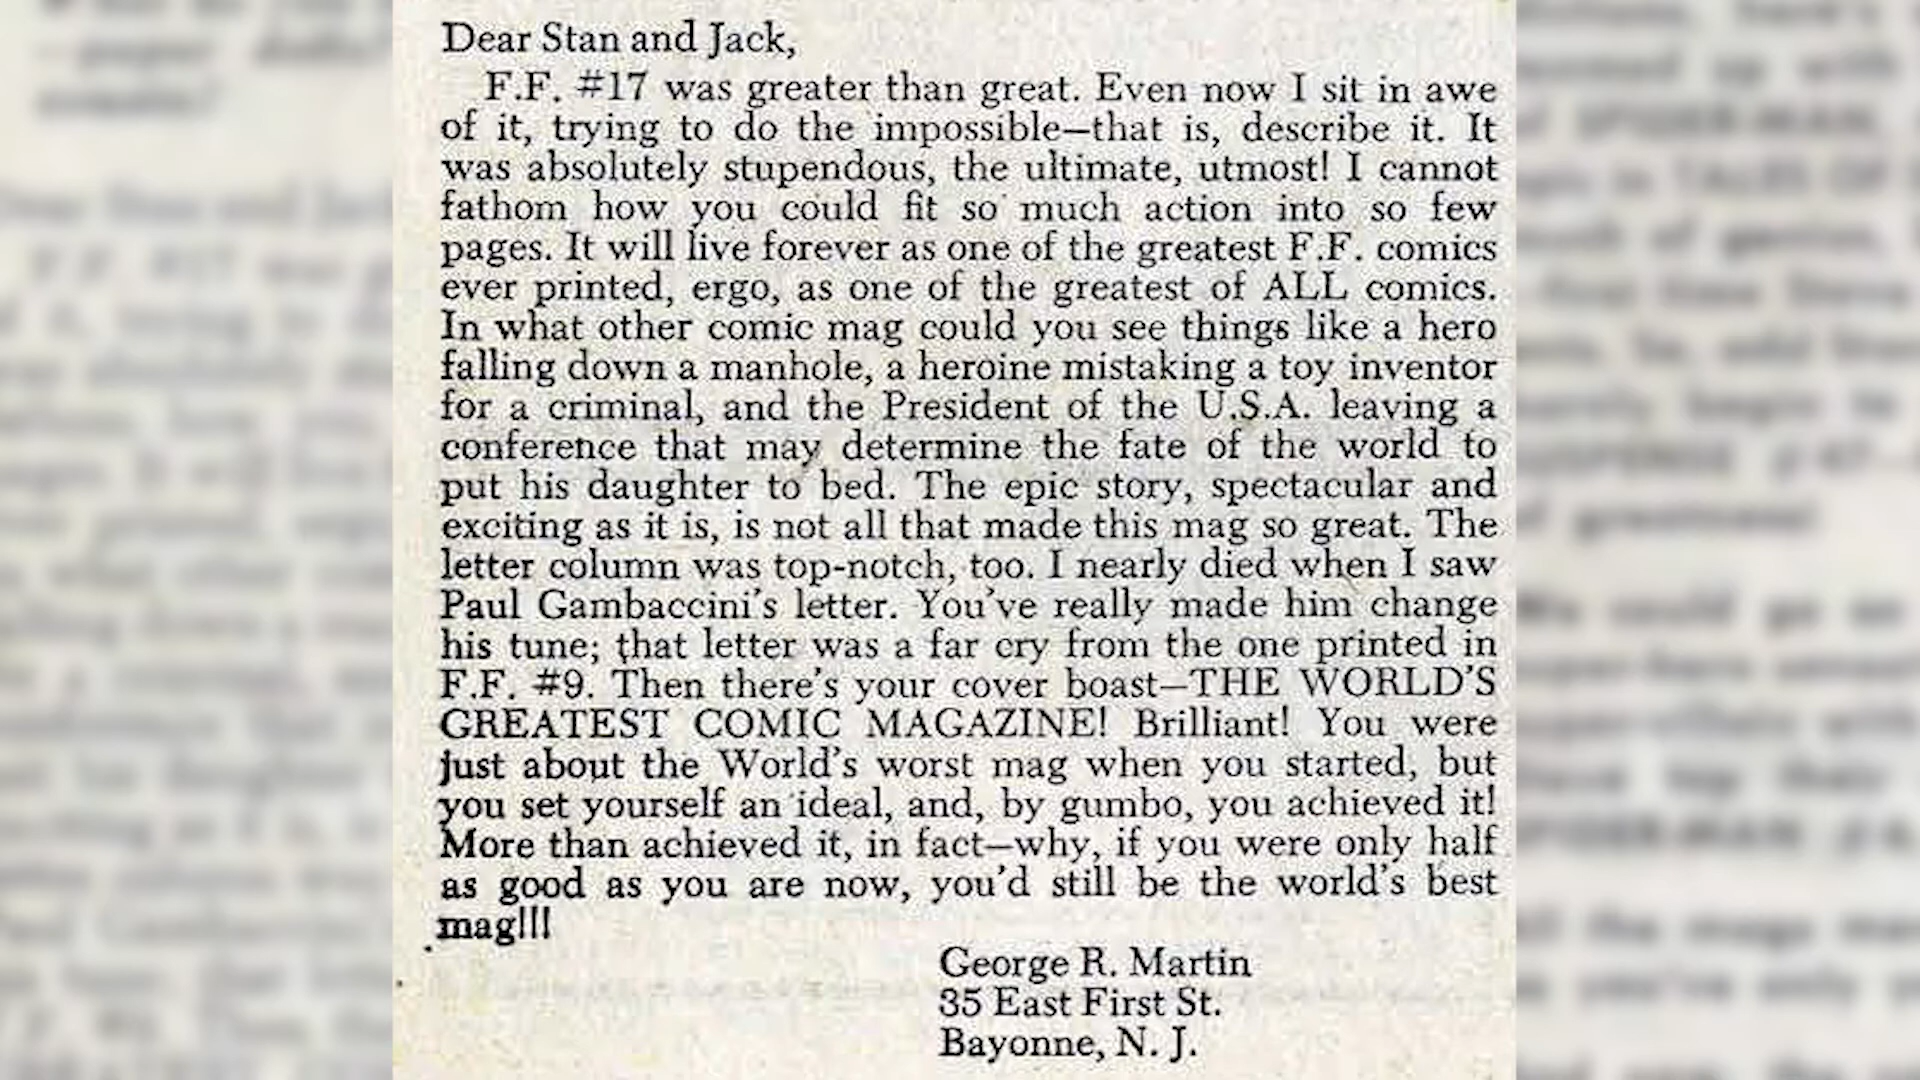 Dear Stan and Jack,
F.F. #17 was greater than great. Even now I sit in awe
of it, trying to do the impossible—that is, describe it. It
was absolutely stupendous, the ultimate, utmost! I cannot
fathom how you could fit so much action into so few
pages. It will live forever as one of the greatest F.F. comics
ever printed, ergo, as one of the greatest of ALL comics.
In what other comic mag could you see things like a hero
falling down a manhole, a heroine mistaking a toy inventor
for a criminal, and the President of the U.S.A. leaving a
conference that may determine the fate of the world to
put his daughter to bed. The epic story, spectacular and
exciting as it is, is not all that made this mag so great. The
letter column was top-notch, too. I nearly died when I saw
Paul Gambaccini's letter. You've really made him change
his tune; that letter was a far cry from the one printed in
F.F. #9. Then there's your cover boast—THE WORLD'S
GREATEST COMIC MAGAZINE! Brilliant! You were
just about the World's worst mag when you started, but
you set yourself an ideal, and, by gumbo, you achieved it!
More than achieved it, in fact—why, if you were only half
as good as you are now, you'd still be the world's best
mag!!!
George R. Martin
35 East First St.
Bayonne, N. J.